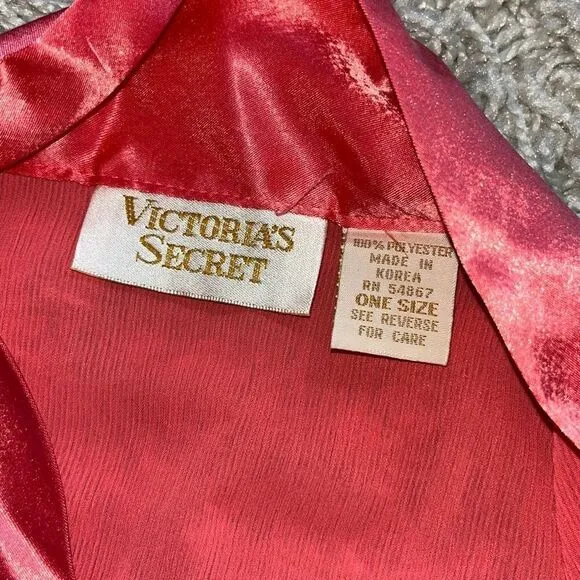 VICTORIA'S
SECRET
100% POLYESTER
MADE IN
KOREA
RN 54867
ONE SIZE
SEE REVERSE
FOR CARE